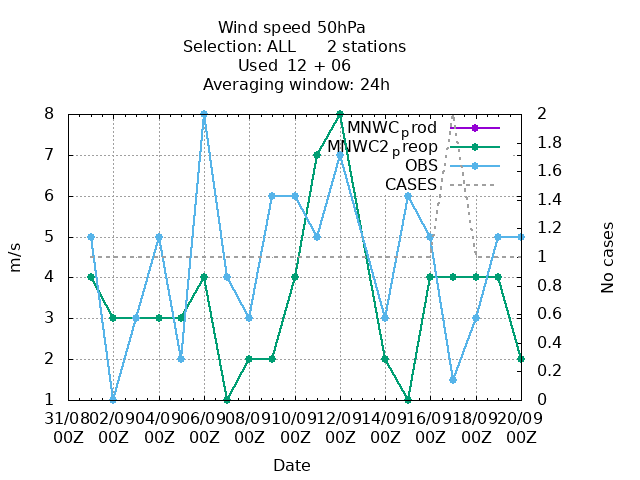 Wind speed 50hPa
Selection: ALL 2 stations
Used 12 + 06
Averaging window: 24h
8
7
6
5
4
3
2
1
m/s
2
1.8
1.6
1.4
1.2
1
0.8
0.6
0.4
0.2
0
No cases
MNWCprod
MNWC2preop
OBS
CASES
31/08 02/09 04/09 06/09 08/09 10/09 12/09 14/09 16/09 18/09 20/09
00Z 00Z 00Z 00Z 00Z 00Z 00Z 00Z 00Z 00Z 00Z
Date